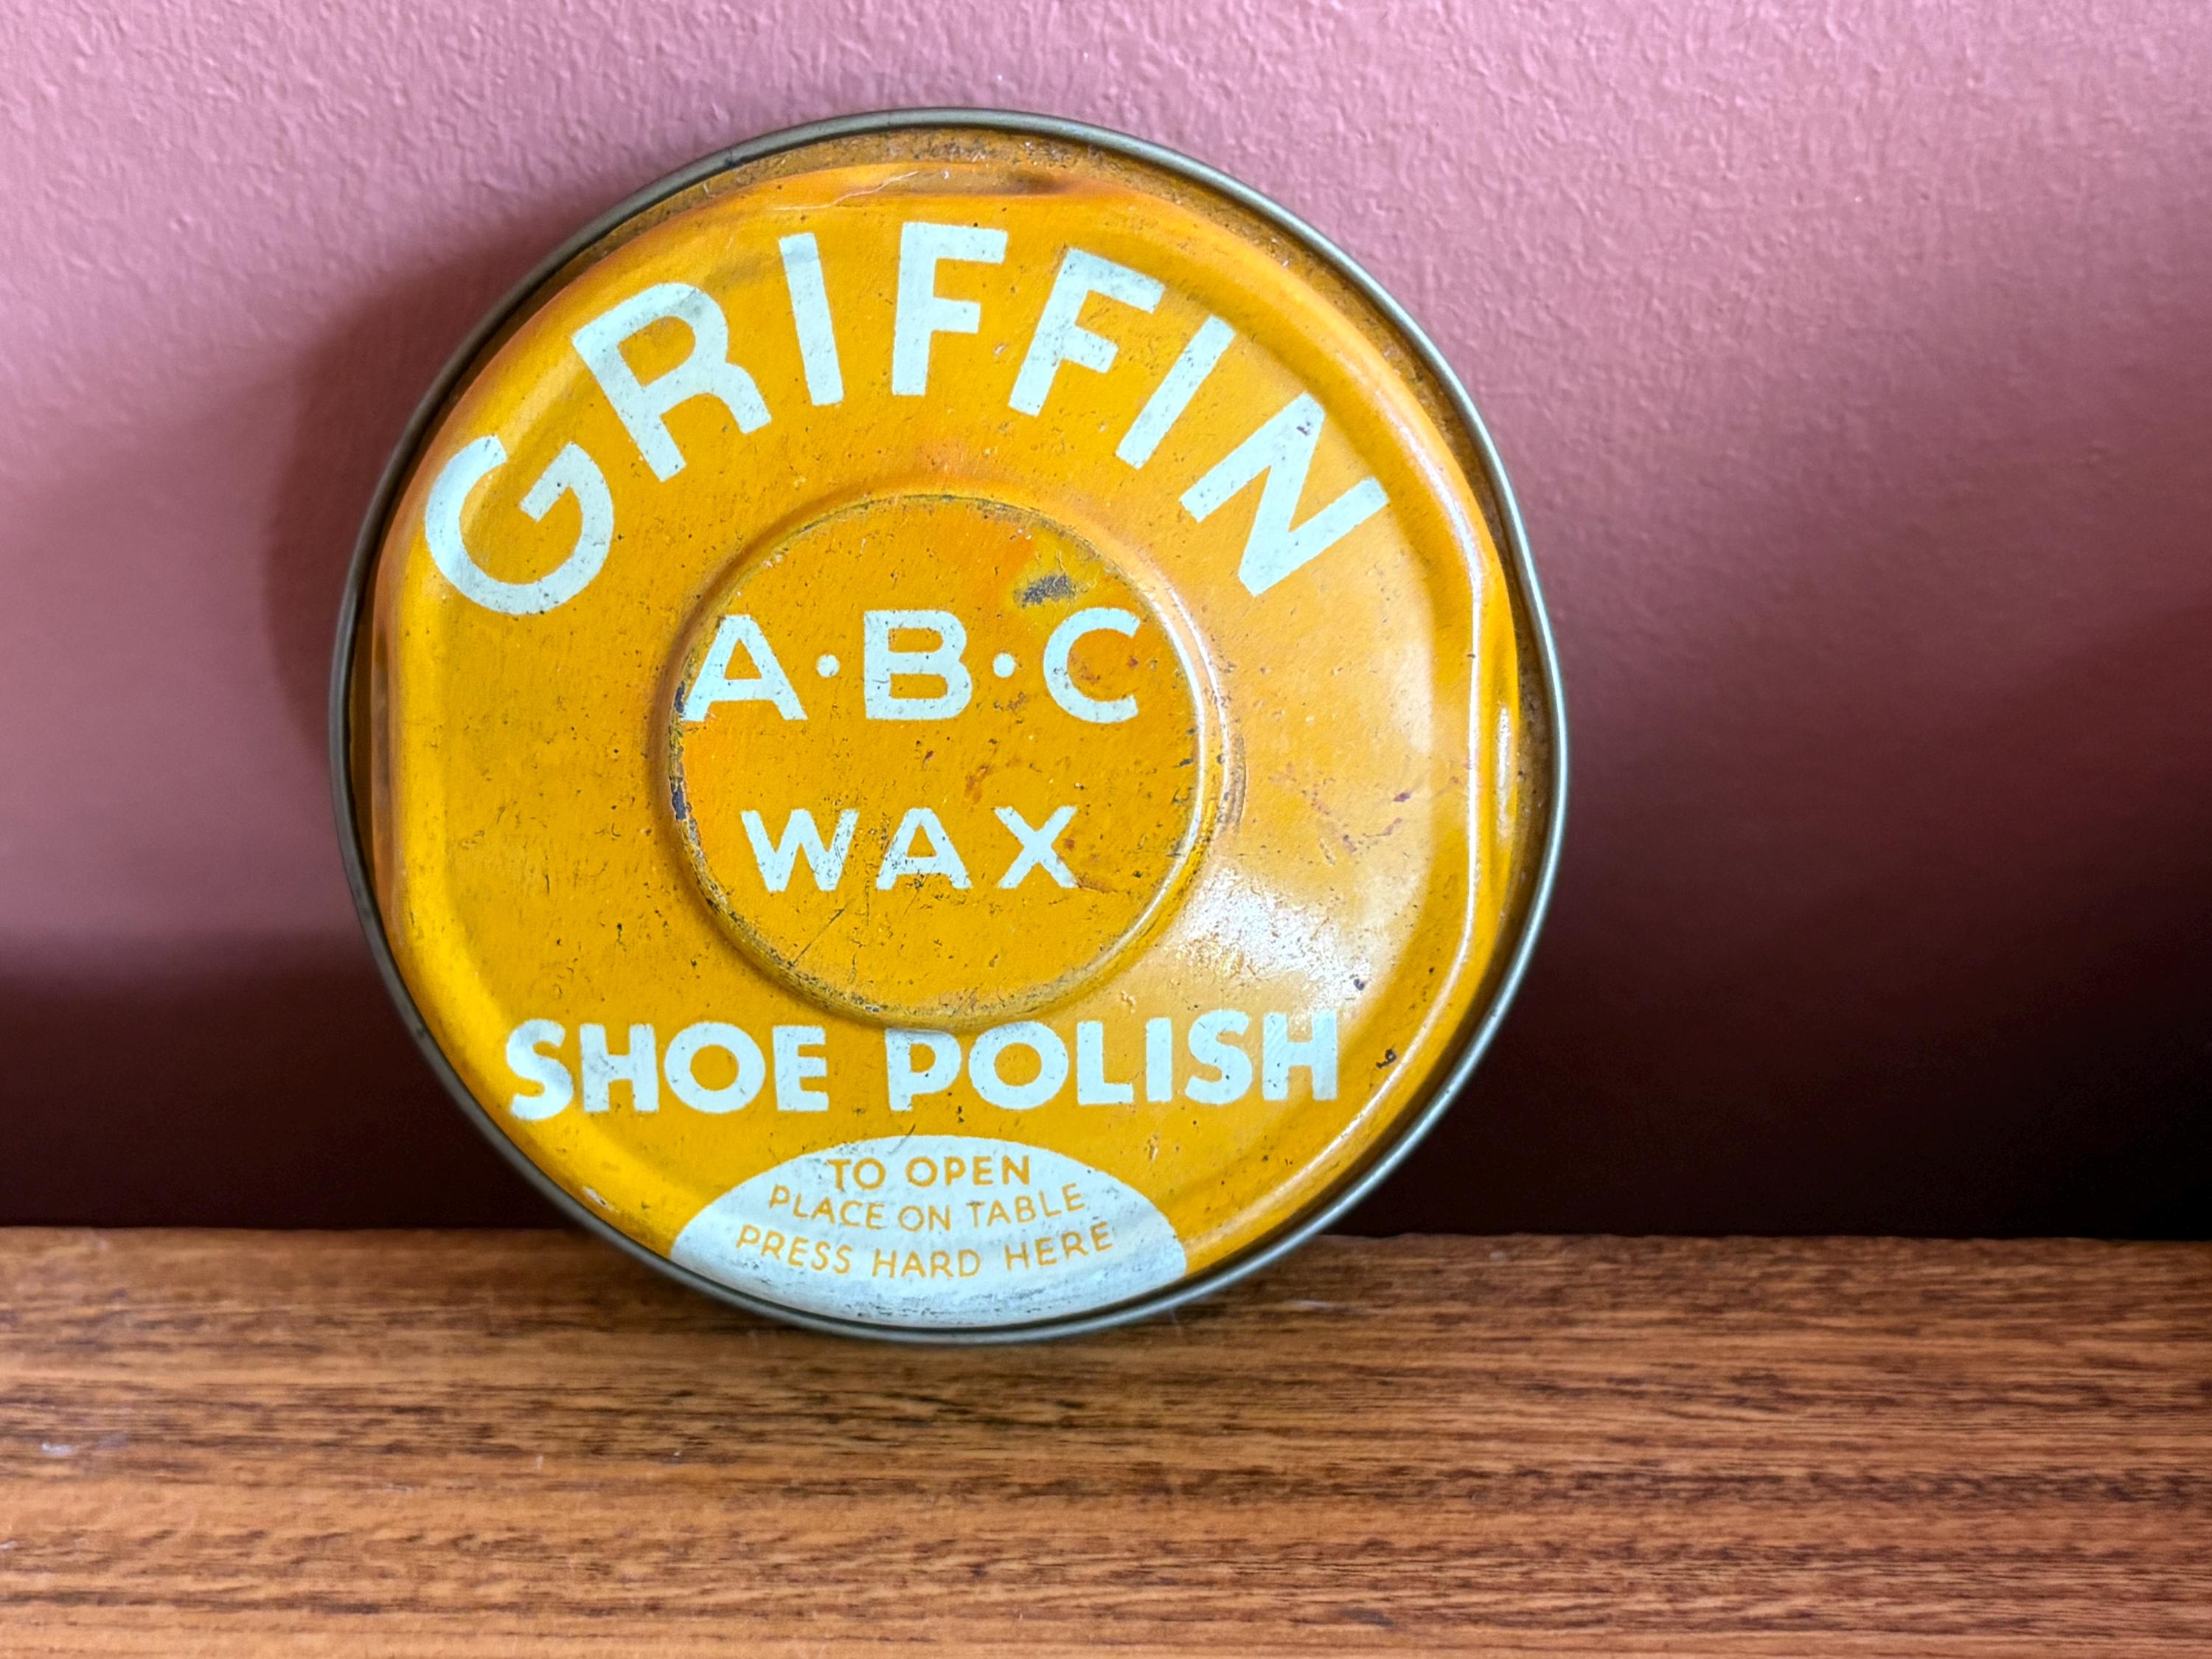 GRIFFIN
A·B·C
WAX
SHOE POLISH
TO OPEN
PLACE ON TABLE
PRESS HARD HERE